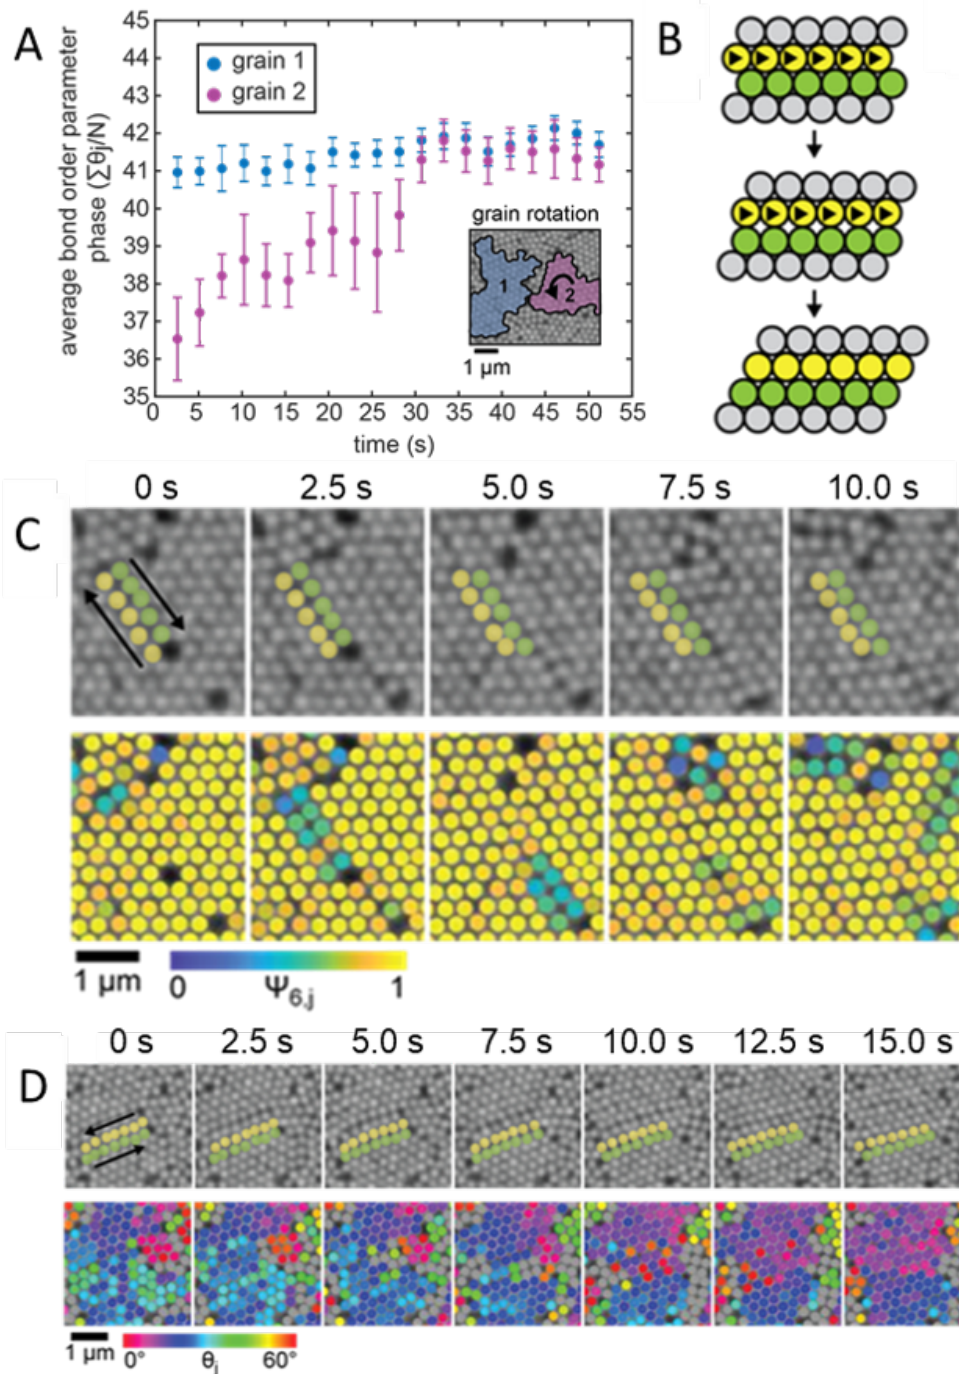 A
average bond order parameter
phase (∑θj/N)
45
44
43
42
41
40
39
38
37
36
35
grain 1
grain 2
grain rotation
1
2
1 μm
0 5 10 15 20 25 30 35 40 45 50 55
time (s)
B
C
0 s 2.5 s 5.0 s 7.5 s 10.0 s
1 μm
0 Ψ6,j 1
D
0 s 2.5 s 5.0 s 7.5 s 10.0 s 12.5 s 15.0 s
1 μm
0° θj 60°